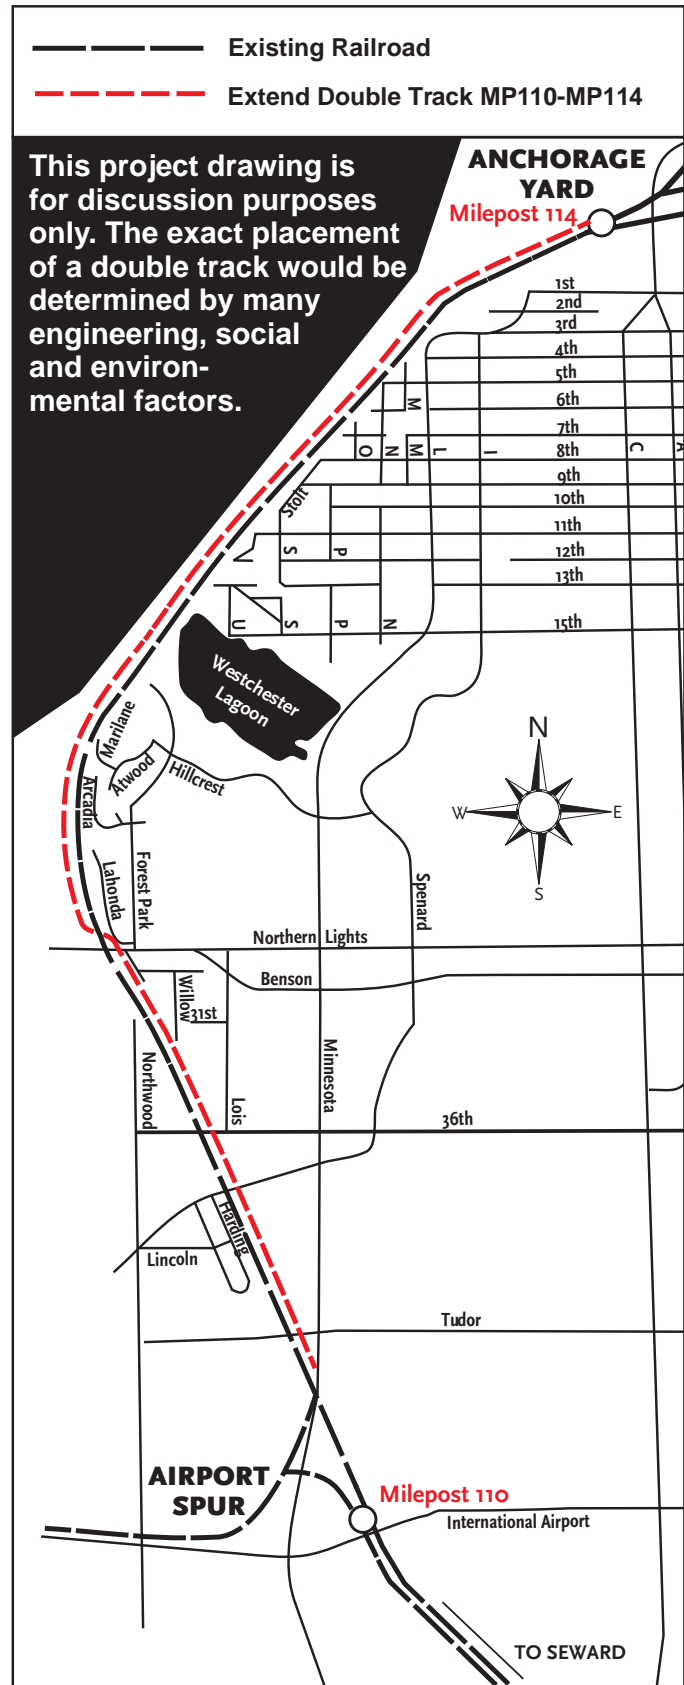 Existing Railroad
Extend Double Track MP110-MP114
This project drawing is
for discussion purposes
only. The exact placement
of a double track would be
determined by many
engineering, social
and environ-
mental factors.
ANCHORAGE
YARD
Milepost 114
1st
2nd
3rd
4th
5th
6th
M
7th
8th
O
N
M
L
I
C
A
9th
Stolt
10th
11th
12th
S
P
13th
15th
U
S
P
N
Westchester
Lagoon
Marilane
Atwood
Hillcrest
Arcadia
N
W
E
S
Forest Park
Lahonda
Spenard
Northern Lights
Benson
Willow
31st
Northwood
Lois
Minnesota
36th
Harding
Lincoln
Tudor
AIRPORT
SPUR
Milepost 110
International Airport
TO SEWARD